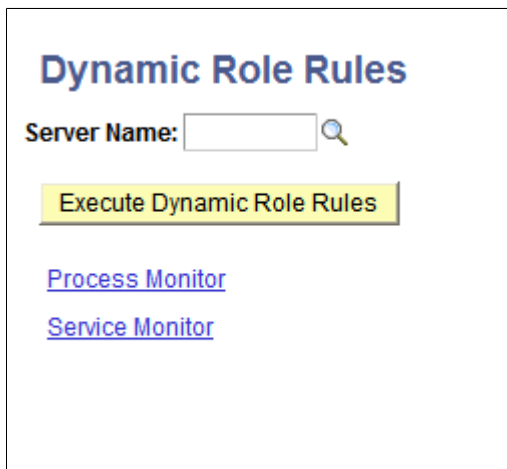 Dynamic Role Rules
Server Name:
Execute Dynamic Role Rules
Process Monitor
Service Monitor